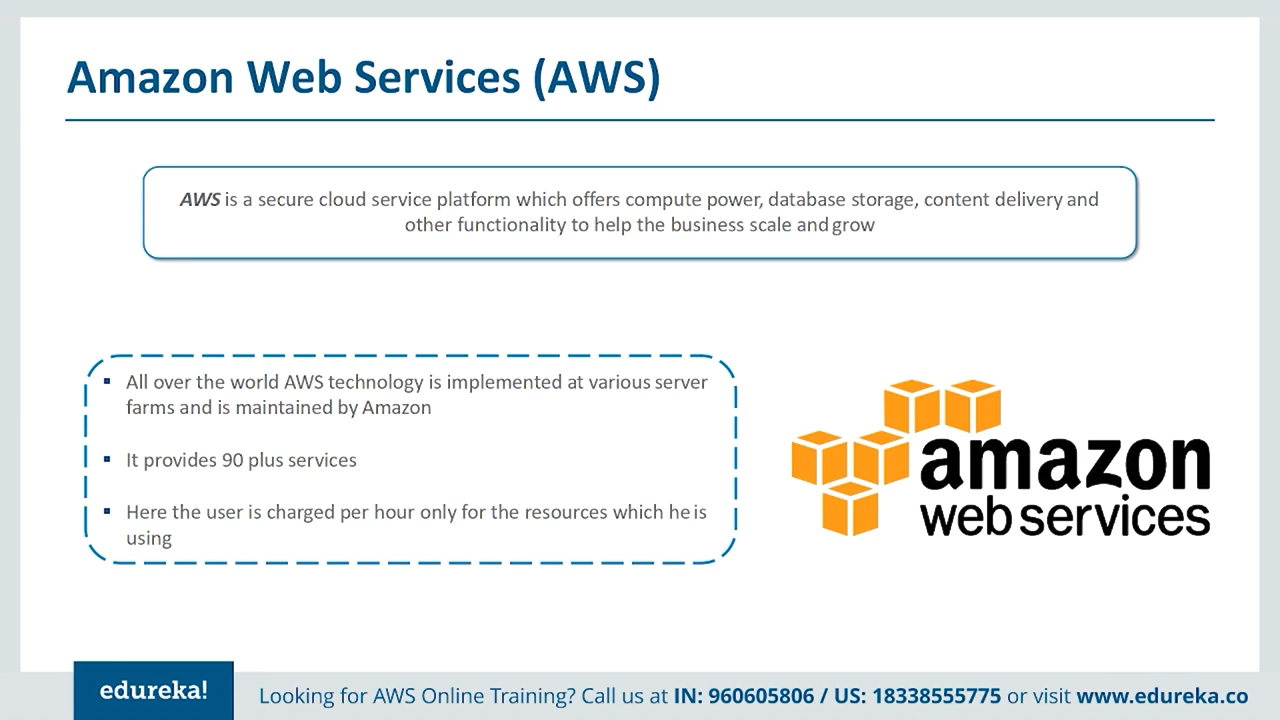 Amazon Web Services (AWS)
AWS is a secure cloud service platform which offers compute power, database storage, content delivery and
other functionality to help the business scale and grow
▪ All over the world AWS technology is implemented at various server
farms and is maintained by Amazon
▪ It provides 90 plus services
▪ Here the user is charged per hour only for the resources which he is
using
amazon
web services
edureka!
Looking for AWS Online Training? Call us at IN: 960605806 / US: 18338555775 or visit www.edureka.co